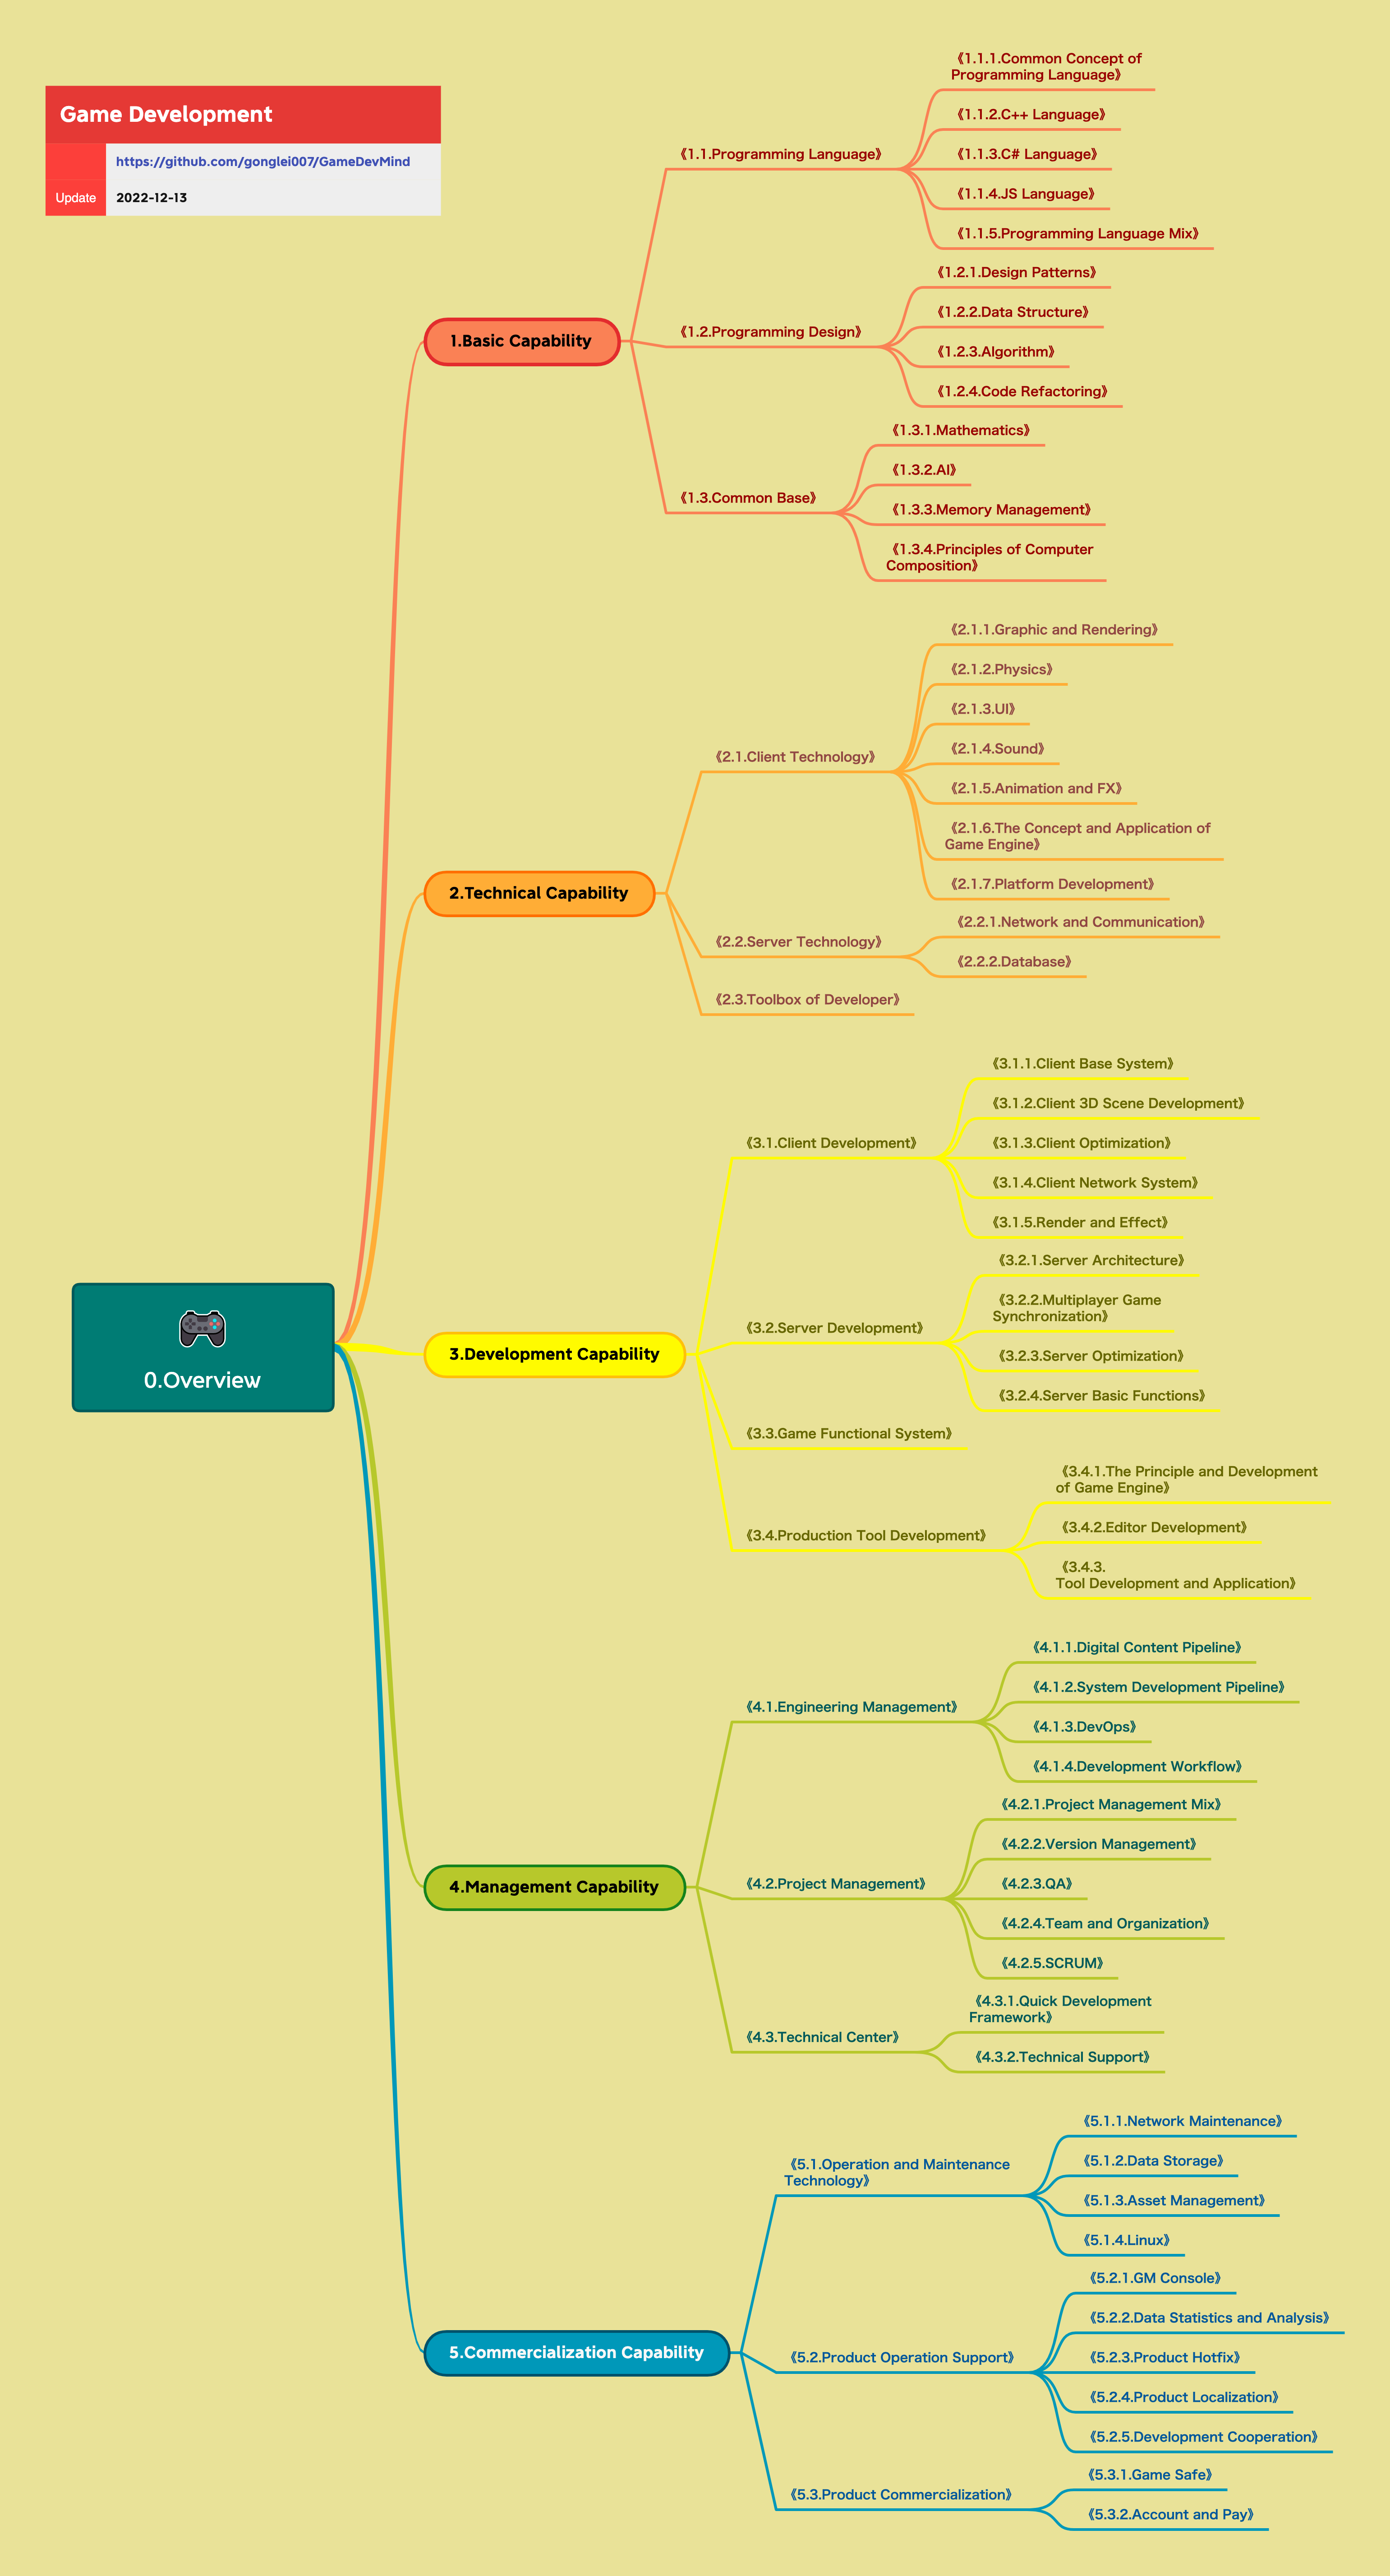 Game Development
https://github.com/gonglei007/GameDevMind
Update 2022-12-13
0.Overview
1.Basic Capability
《1.1.Programming Language》
《1.1.1.Common Concept of
Programming Language》
《1.1.2.C++ Language》
《1.1.3.C# Language》
《1.1.4.JS Language》
《1.1.5.Programming Language Mix》
《1.2.Programming Design》
《1.2.1.Design Patterns》
《1.2.2.Data Structure》
《1.2.3.Algorithm》
《1.2.4.Code Refactoring》
《1.3.Common Base》
《1.3.1.Mathematics》
《1.3.2.AI》
《1.3.3.Memory Management》
《1.3.4.Principles of Computer
Composition》
2.Technical Capability
《2.1.Client Technology》
《2.1.1.Graphic and Rendering》
《2.1.2.Physics》
《2.1.3.UI》
《2.1.4.Sound》
《2.1.5.Animation and FX》
《2.1.6.The Concept and Application of
Game Engine》
《2.1.7.Platform Development》
《2.2.Server Technology》
《2.2.1.Network and Communication》
《2.2.2.Database》
《2.3.Toolbox of Developer》
3.Development Capability
《3.1.Client Development》
《3.1.1.Client Base System》
《3.1.2.Client 3D Scene Development》
《3.1.3.Client Optimization》
《3.1.4.Client Network System》
《3.1.5.Render and Effect》
《3.2.Server Development》
《3.2.1.Server Architecture》
《3.2.2.Multiplayer Game
Synchronization》
《3.2.3.Server Optimization》
《3.2.4.Server Basic Functions》
《3.3.Game Functional System》
《3.4.Production Tool Development》
《3.4.1.The Principle and Development
of Game Engine》
《3.4.2.Editor Development》
《3.4.3.
Tool Development and Application》
4.Management Capability
《4.1.Engineering Management》
《4.1.1.Digital Content Pipeline》
《4.1.2.System Development Pipeline》
《4.1.3.DevOps》
《4.1.4.Development Workflow》
《4.2.Project Management》
《4.2.1.Project Management Mix》
《4.2.2.Version Management》
《4.2.3.QA》
《4.2.4.Team and Organization》
《4.2.5.SCRUM》
《4.3.Technical Center》
《4.3.1.Quick Development
Framework》
《4.3.2.Technical Support》
5.Commercialization Capability
《5.1.Operation and Maintenance
Technology》
《5.1.1.Network Maintenance》
《5.1.2.Data Storage》
《5.1.3.Asset Management》
《5.1.4.Linux》
《5.2.Product Operation Support》
《5.2.1.GM Console》
《5.2.2.Data Statistics and Analysis》
《5.2.3.Product Hotfix》
《5.2.4.Product Localization》
《5.2.5.Development Cooperation》
《5.3.Product Commercialization》
《5.3.1.Game Safe》
《5.3.2.Account and Pay》